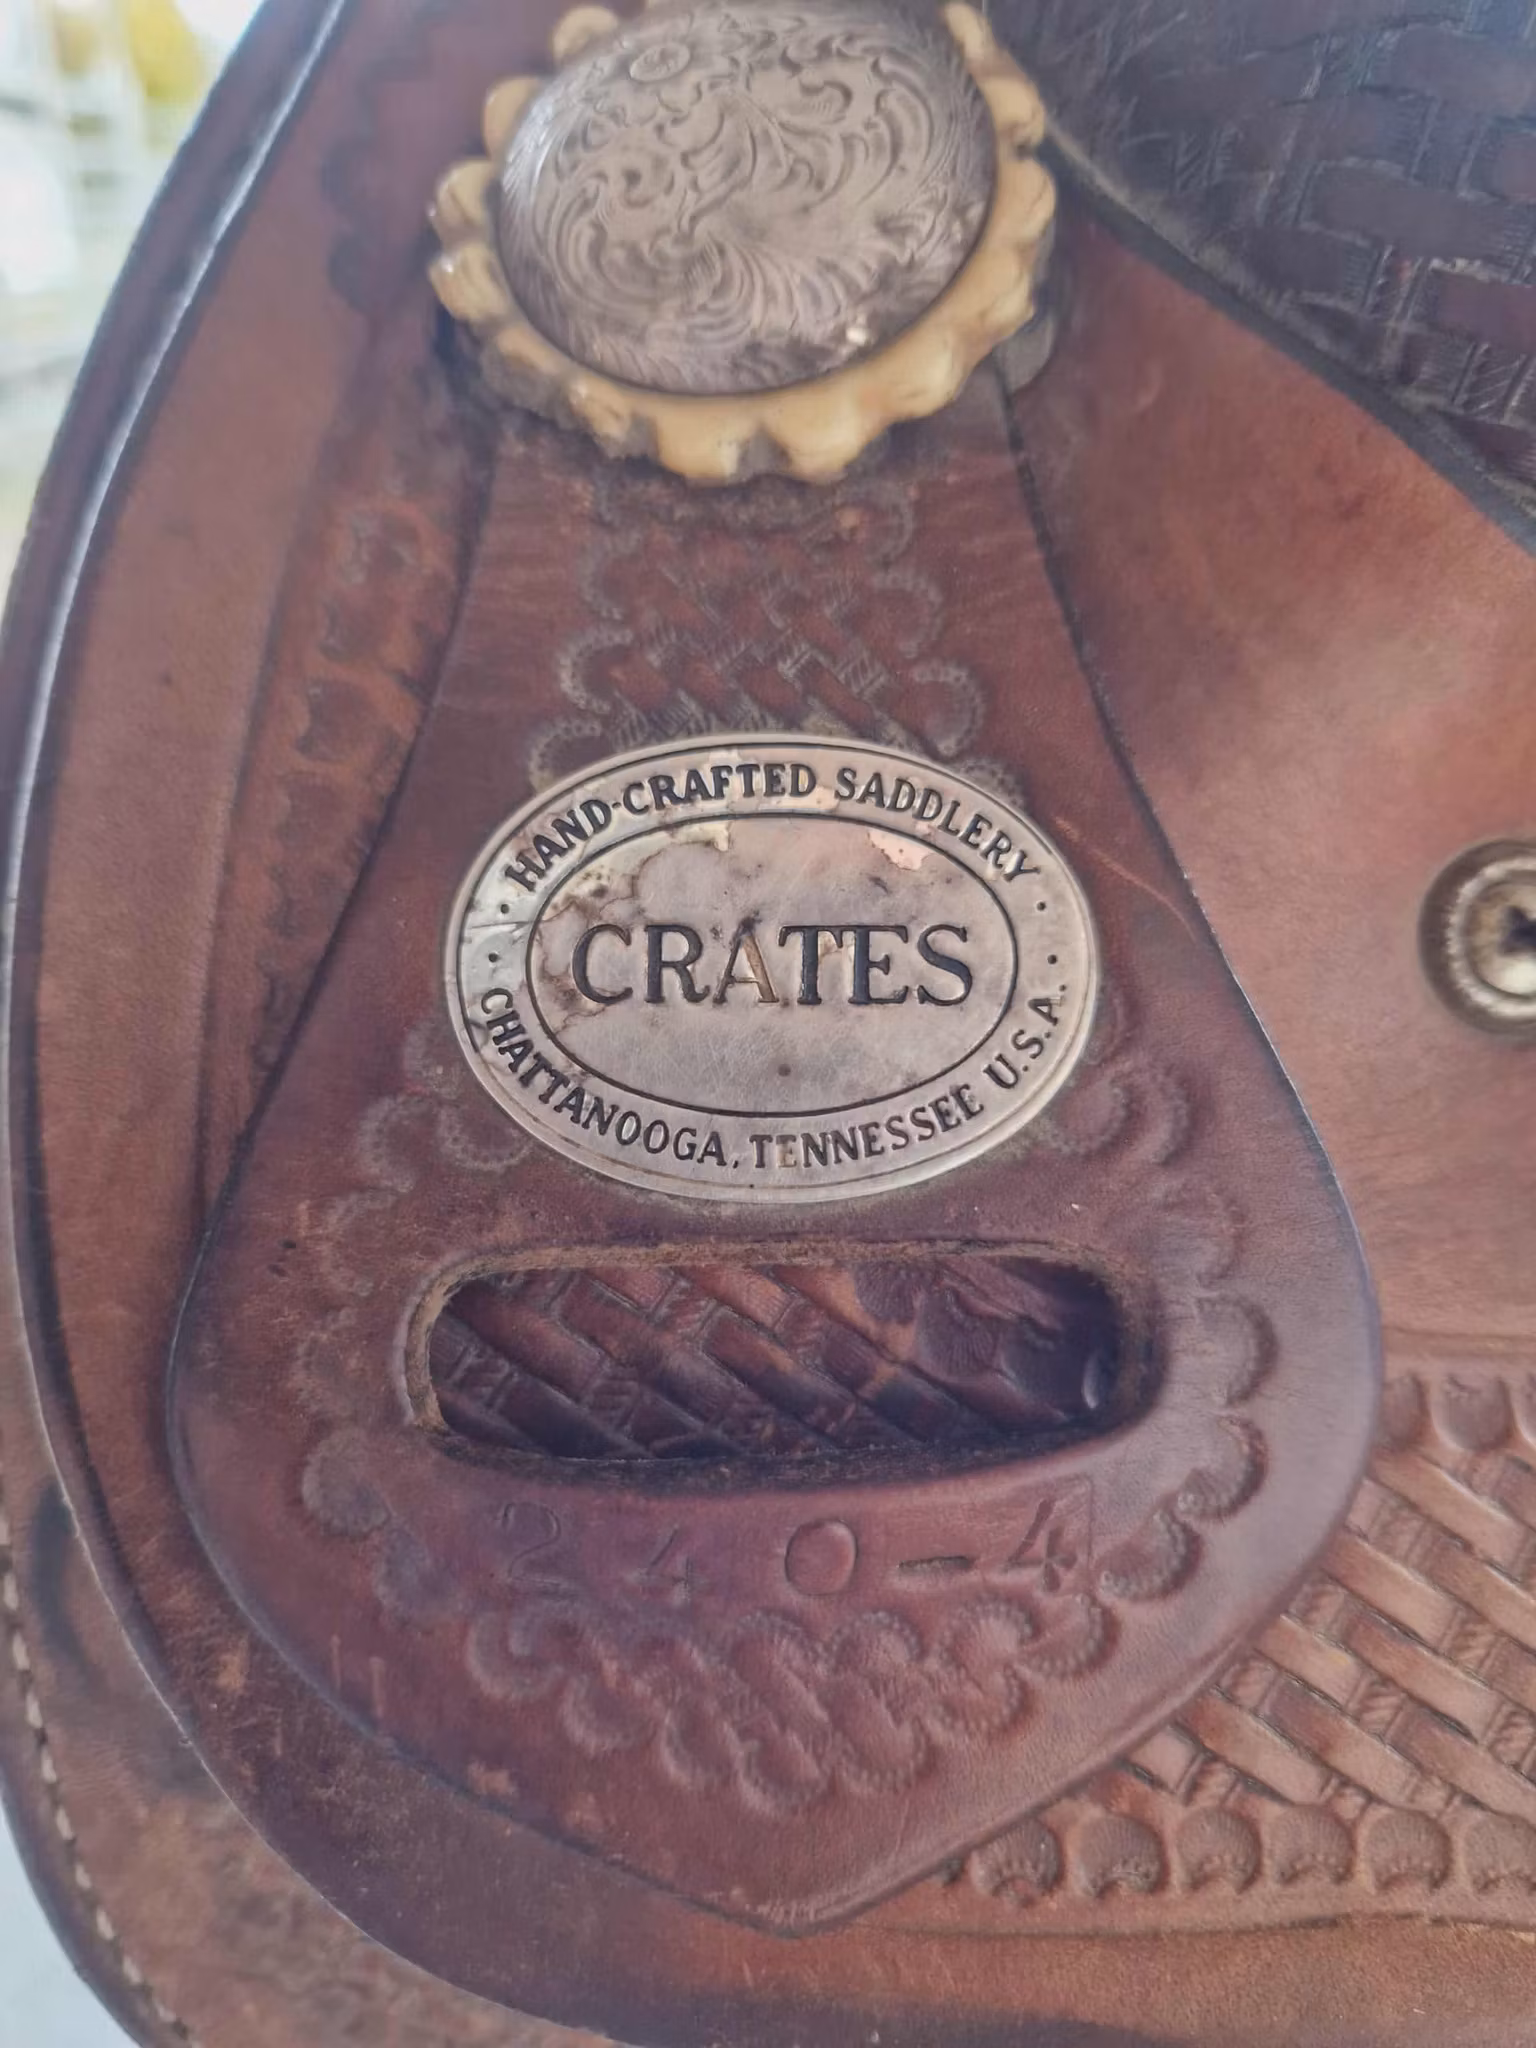 HAND-CRAFTED SADDLERY
CRATES
CHATTANOOGA, TENNESSEE U.S.A.
240-4